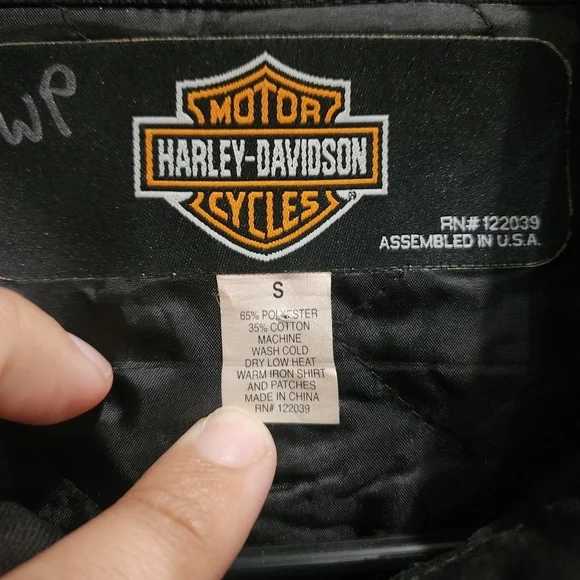 WP
MOTOR
HARLEY-DAVIDSON
CYCLES
®
RN# 122039
ASSEMBLED IN U.S.A.
S
65% POLYESTER
35% COTTON
MACHINE
WASH COLD
DRY LOW HEAT
WARM IRON SHIRT
AND PATCHES
MADE IN CHINA
RN# 122039